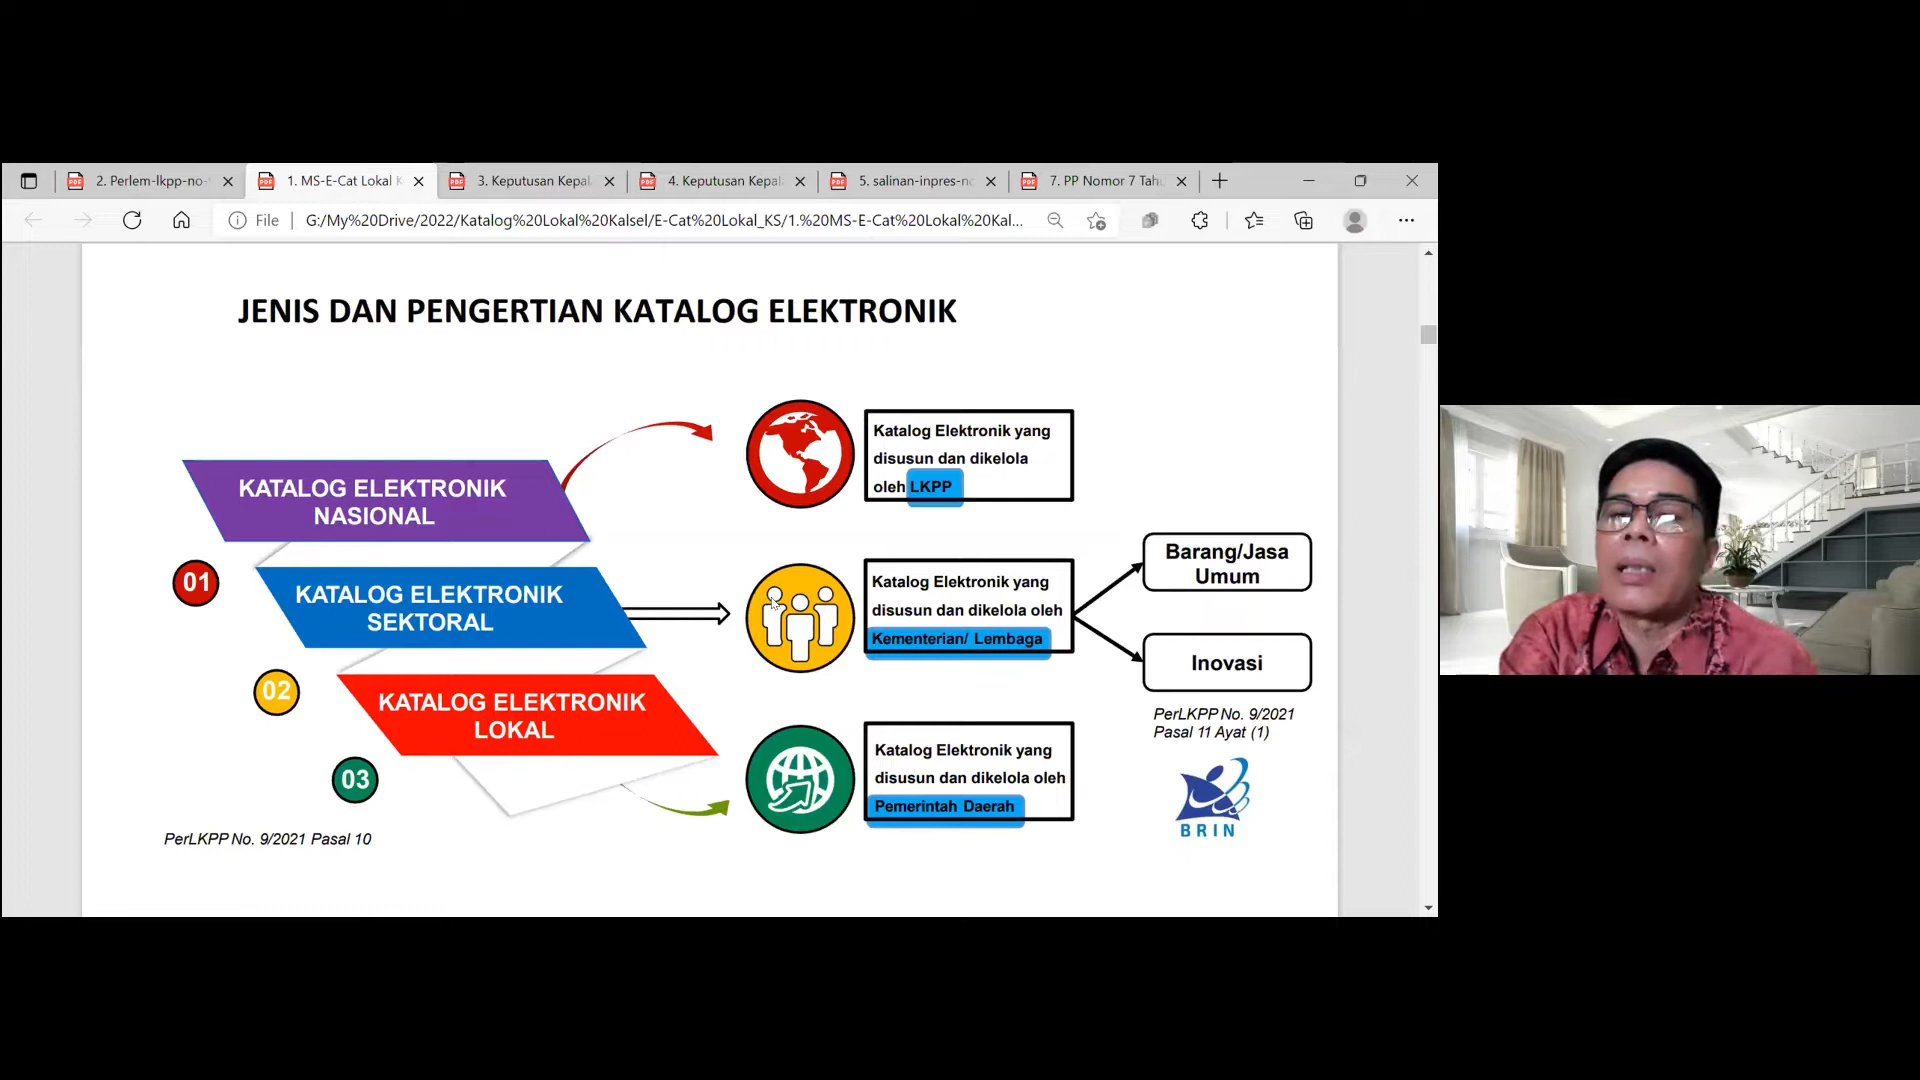 2. Perlem-lkpp-no-
1. MS-E-Cat Lokal K
3. Keputusan Kepal
4. Keputusan Kepal
5. salinan-inpres-no
7. PP Nomor 7 Tahu
File
G:/My%20Drive/2022/Katalog%20Lokal%20Kalsel/E-Cat%20Lokal_KS/1.%20MS-E-Cat%20Lokal%20Kal...
JENIS DAN PENGERTIAN KATALOG ELEKTRONIK
KATALOG ELEKTRONIK
NASIONAL
01
KATALOG ELEKTRONIK
SEKTORAL
02
KATALOG ELEKTRONIK
LOKAL
03
PerLKPP No. 9/2021 Pasal 10
Katalog Elektronik yang
disusun dan dikelola
oleh LKPP
Katalog Elektronik yang
disusun dan dikelola oleh
Kementerian/ Lembaga
Katalog Elektronik yang
disusun dan dikelola oleh
Pemerintah Daerah
Barang/Jasa
Umum
Inovasi
PerLKPP No. 9/2021
Pasal 11 Ayat (1)
BRIN